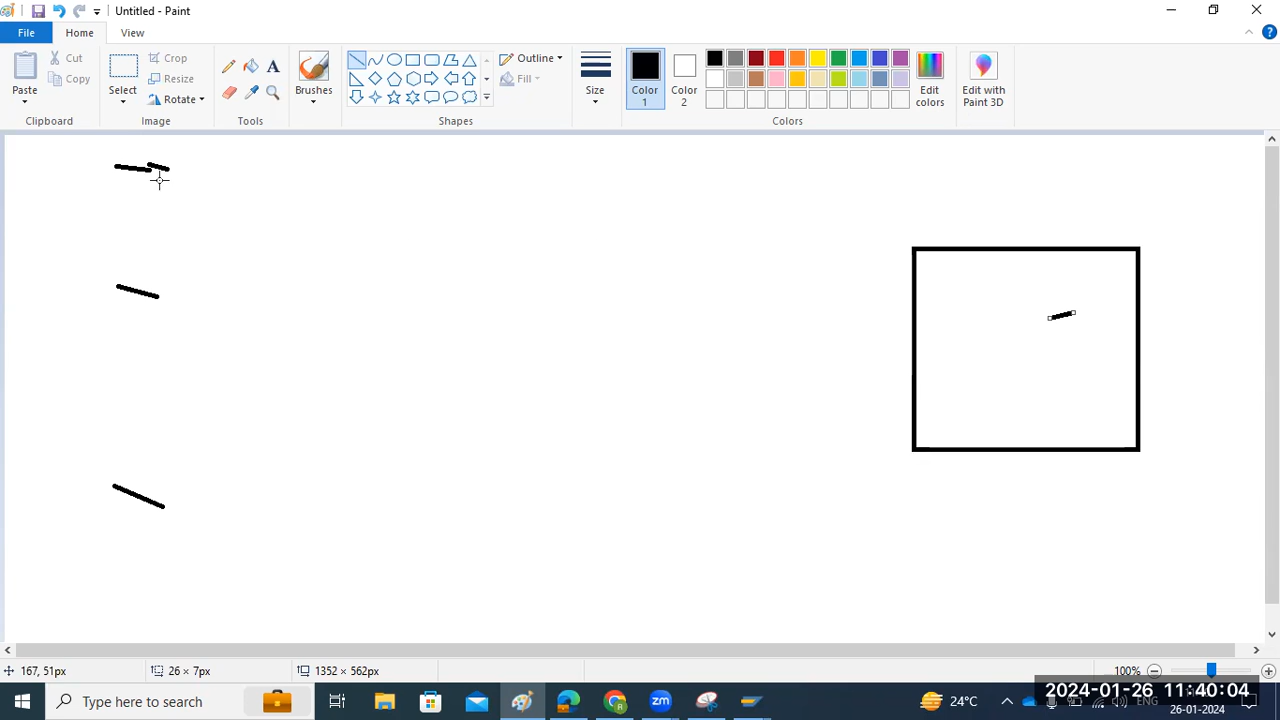 Untitled - Paint
File
Home
View
Cut
Crop
Outline
Copy
Resize
Fill
Rotate
Paste
Select
Brushes
Size
Color
1
Color
2
Edit
colors
Edit with
Paint 3D
Clipboard
Image
Tools
Shapes
Colors
167, 51px
26 × 7px
1352 × 562px
100%
2024-01-26 11:40:04
Type here to search
24°C
ENG
26-01-2024